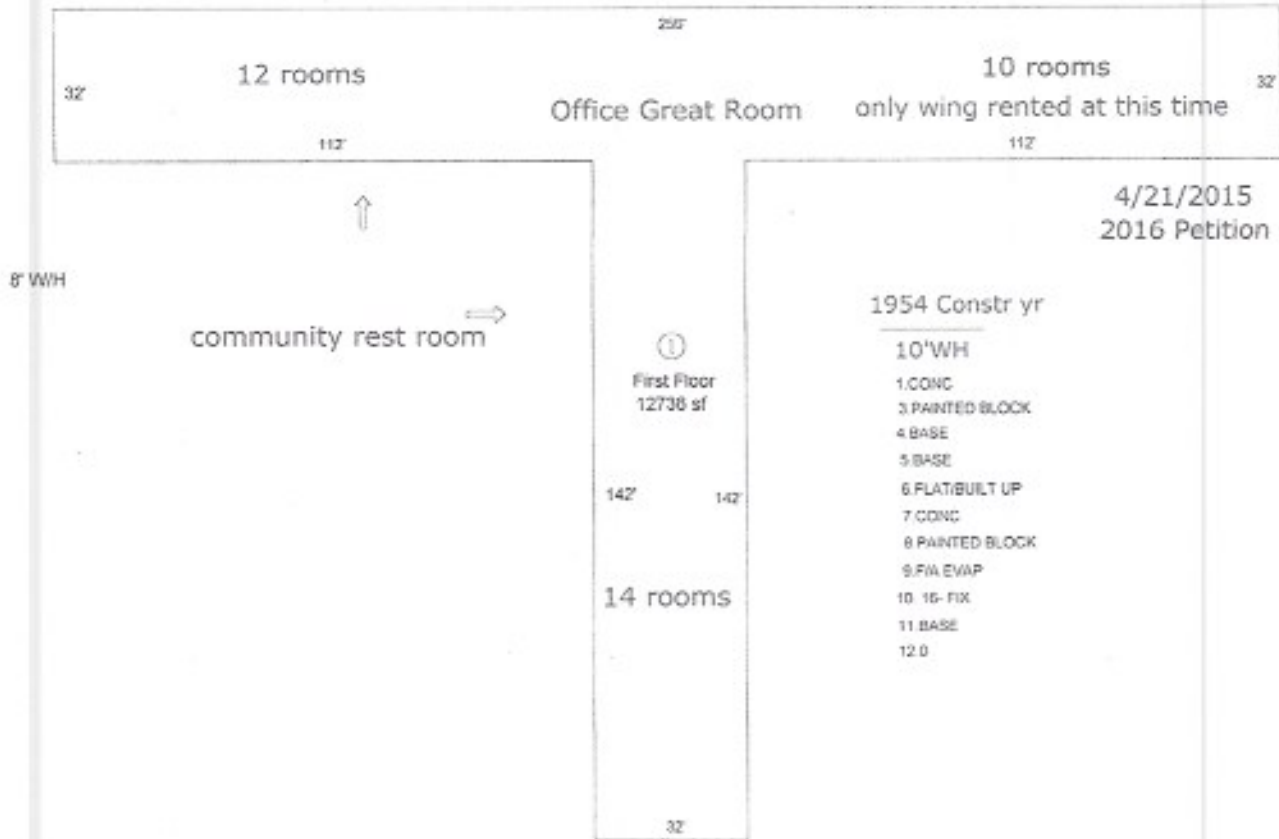 256'
12 rooms
10 rooms
32'
32'
Office Great Room
only wing rented at this time
112'
112'
4/21/2015
2016 Petition
8' W/H
1954 Constr yr
community rest room
10'WH
1
First Floor
12736 sf
1.CONC
3.PAINTED BLOCK
4.BASE
5.BASE
6.FLAT/BUILT UP
142'
142'
7.CONC
8.PAINTED BLOCK
9.F/A EVAP
14 rooms
10. 16- FIX
11.BASE
12.0
32'